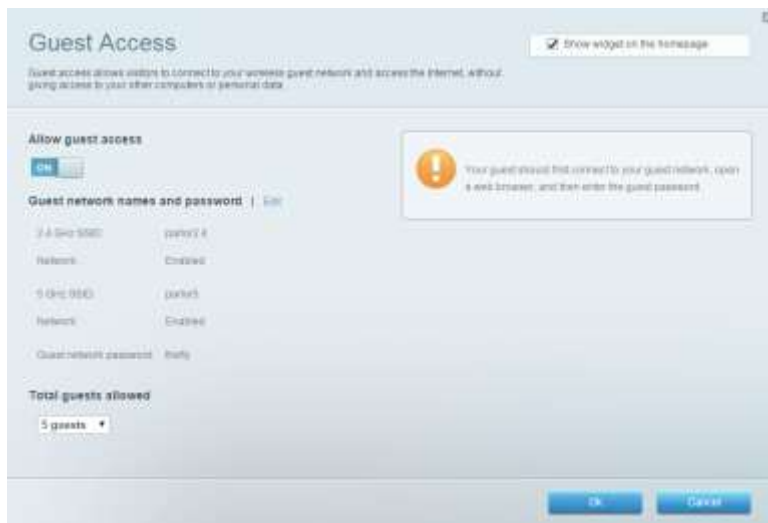 Guest Access
Show widget on the homepage
Guest access allows visitors to connect to your wireless guest network and access the Internet, without
giving access to your other computers or personal data.
Allow guest access
ON
Your guest should first connect to your guest network, open
a web browser, and then enter the guest password.
Guest network names and password | Edit
2.4 GHz SSID
Network Enabled
5 GHz SSID
Network Enabled
Guest network password
Total guests allowed
5 guests
Ok Cancel